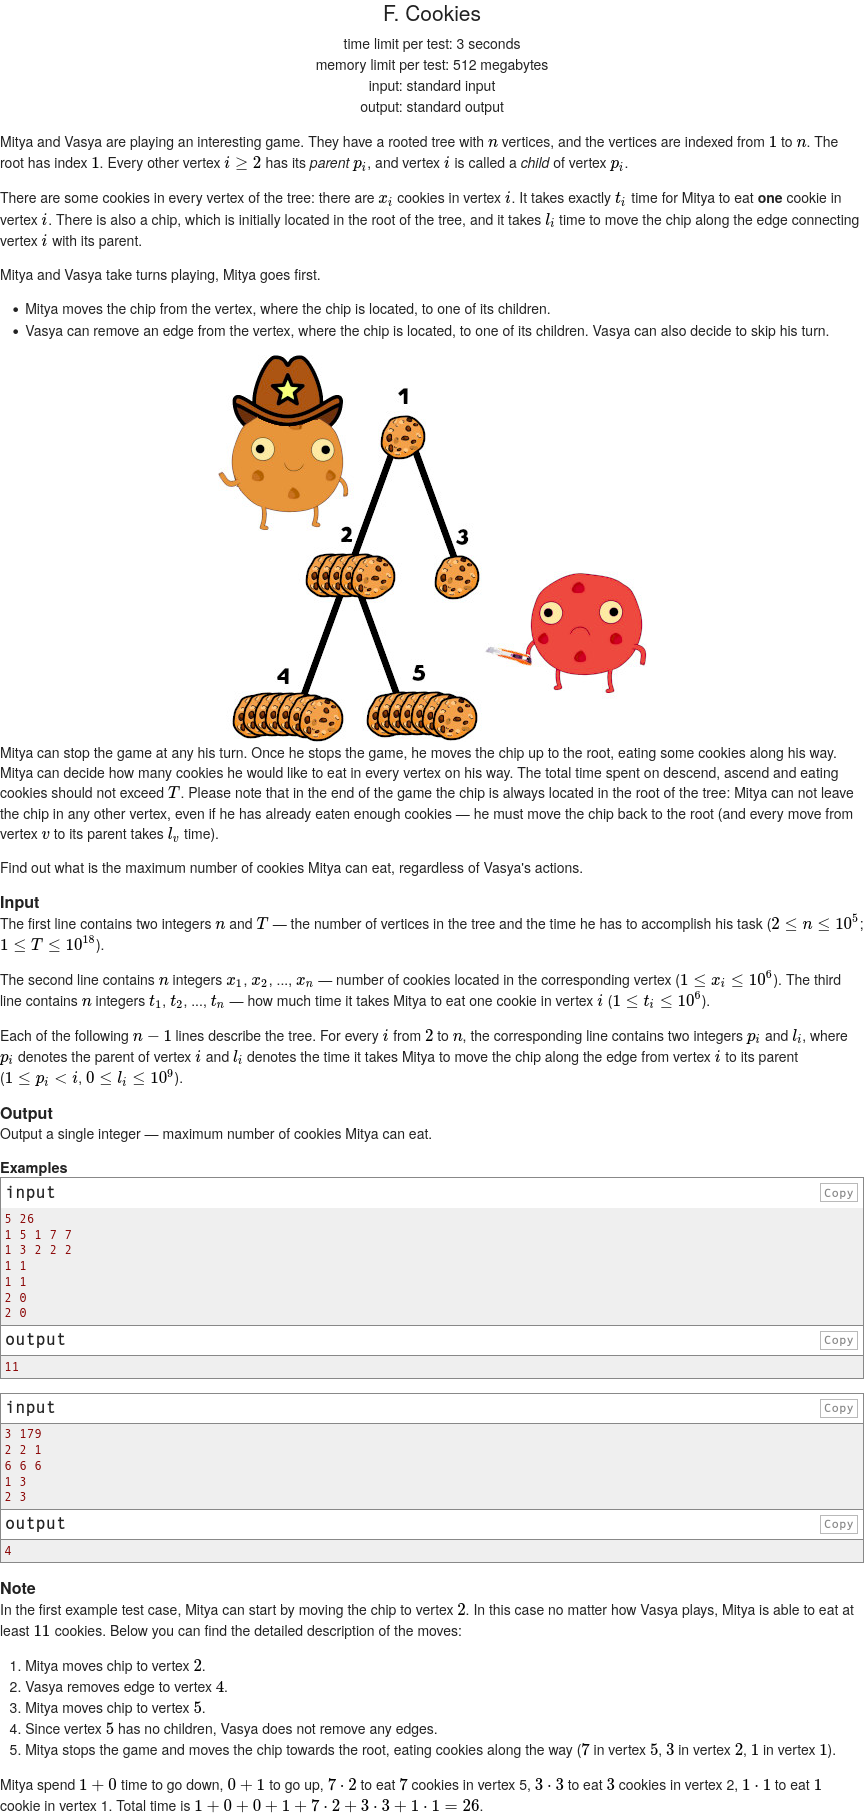 F. Cookies
time limit per test: 3 seconds
memory limit per test: 512 megabytes
input: standard input
output: standard output
Mitya and Vasya are playing an interesting game. They have a rooted tree with n vertices, and the vertices are indexed from 1 to n. The
root has index 1. Every other vertex i ≥ 2 has its parent p_i, and vertex i is called a child of vertex p_i.
There are some cookies in every vertex of the tree: there are x_i cookies in vertex i. It takes exactly t_i time for Mitya to eat one cookie in
vertex i. There is also a chip, which is initially located in the root of the tree, and it takes l_i time to move the chip along the edge connecting
vertex i with its parent.
Mitya and Vasya take turns playing, Mitya goes first.
• Mitya moves the chip from the vertex, where the chip is located, to one of its children.
• Vasya can remove an edge from the vertex, where the chip is located, to one of its children. Vasya can also decide to skip his turn.
1
2
3
4
5
Mitya can stop the game at any his turn. Once he stops the game, he moves the chip up to the root, eating some cookies along his way.
Mitya can decide how many cookies he would like to eat in every vertex on his way. The total time spent on descend, ascend and eating
cookies should not exceed T. Please note that in the end of the game the chip is always located in the root of the tree: Mitya can not leave
the chip in any other vertex, even if he has already eaten enough cookies — he must move the chip back to the root (and every move from
vertex v to its parent takes l_v time).
Find out what is the maximum number of cookies Mitya can eat, regardless of Vasya's actions.
Input
The first line contains two integers n and T — the number of vertices in the tree and the time he has to accomplish his task (2 ≤ n ≤ 10^5;
1 ≤ T ≤ 10^18).
The second line contains n integers x_1, x_2, ..., x_n — number of cookies located in the corresponding vertex (1 ≤ x_i ≤ 10^6). The third
line contains n integers t_1, t_2, ..., t_n — how much time it takes Mitya to eat one cookie in vertex i (1 ≤ t_i ≤ 10^6).
Each of the following n − 1 lines describe the tree. For every i from 2 to n, the corresponding line contains two integers p_i and l_i, where
p_i denotes the parent of vertex i and l_i denotes the time it takes Mitya to move the chip along the edge from vertex i to its parent
(1 ≤ p_i < i, 0 ≤ l_i ≤ 10^9).
Output
Output a single integer — maximum number of cookies Mitya can eat.
Examples
input Copy
5 26
1 5 1 7 7
1 3 2 2 2
1 1
1 1
2 0
2 0
output Copy
11
input Copy
3 179
2 2 1
6 6 6
1 3
2 3
output Copy
4
Note
In the first example test case, Mitya can start by moving the chip to vertex 2. In this case no matter how Vasya plays, Mitya is able to eat at
least 11 cookies. Below you can find the detailed description of the moves:
1. Mitya moves chip to vertex 2.
2. Vasya removes edge to vertex 4.
3. Mitya moves chip to vertex 5.
4. Since vertex 5 has no children, Vasya does not remove any edges.
5. Mitya stops the game and moves the chip towards the root, eating cookies along the way (7 in vertex 5, 3 in vertex 2, 1 in vertex 1).
Mitya spend 1 + 0 time to go down, 0 + 1 to go up, 7 · 2 to eat 7 cookies in vertex 5, 3 · 3 to eat 3 cookies in vertex 2, 1 · 1 to eat 1
cookie in vertex 1. Total time is 1 + 0 + 0 + 1 + 7 · 2 + 3 · 3 + 1 · 1 = 26.